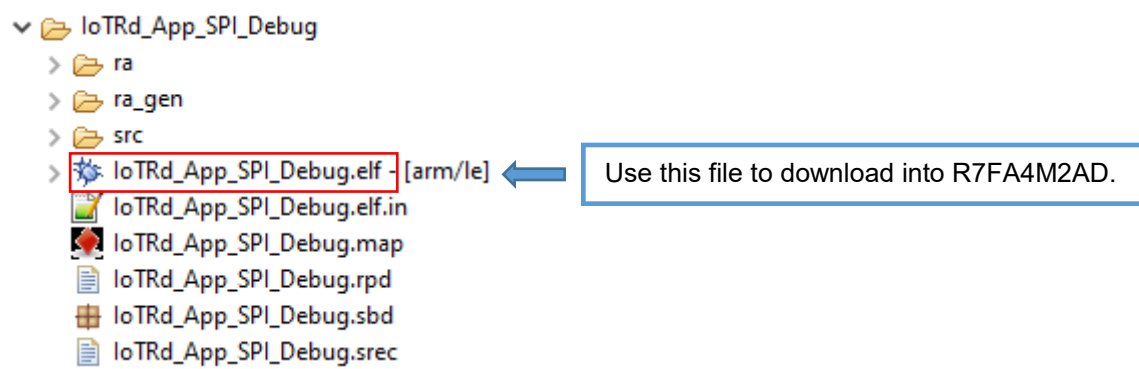 IoTRd_App_SPI_Debug
ra
ra_gen
src
IoTRd_App_SPI_Debug.elf - [arm/le] Use this file to download into R7FA4M2AD.
IoTRd_App_SPI_Debug.elf.in
IoTRd_App_SPI_Debug.map
IoTRd_App_SPI_Debug.rpd
IoTRd_App_SPI_Debug.sbd
IoTRd_App_SPI_Debug.srec